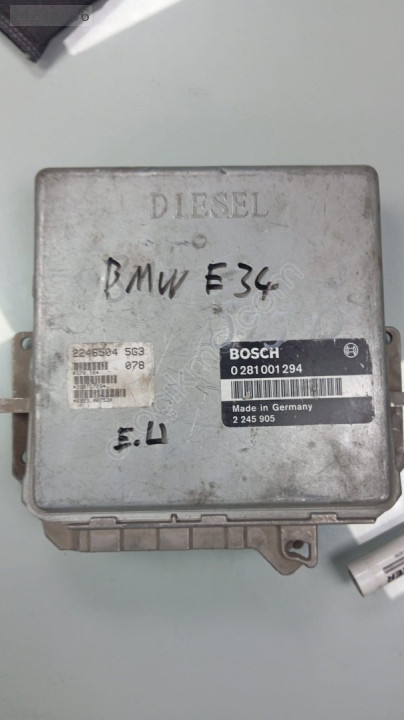 DIESEL
BMW E34
2246504 5G3
078
BOSCH
0 281 001 294
Made in Germany
2 245 905
E.U